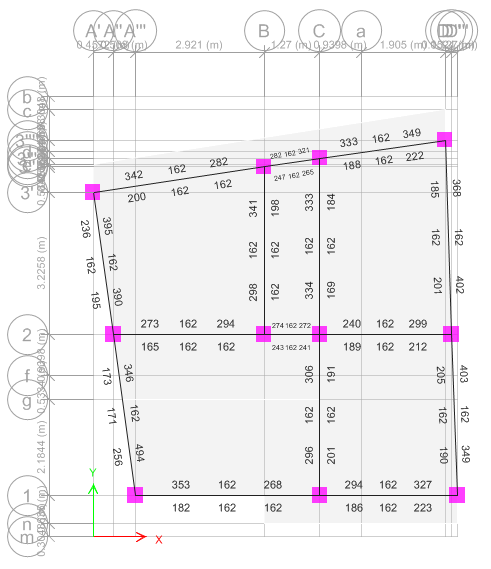 A' A'' A''' B C a
2.921 (m) 1.27 (m) 0.9398 (m) 1.905 (m)
b
c
3'
282 162 321
333 162 349
342 162 282
247 162 265
188 162 222
200 162 162
236 162 195
395 162 390
341 162 298
198 162 162
333 162 334
184 162 169
185 162 201
368 162 402
3.2258 (m)
2
273 162 294
274 162 272
240 162 299
165 162 162
243 162 241
189 162 212
f
g
173 171 256
346 162 494
306 162 296
191 162 201
205 162 190
403 162 349
2.1844 (m)
Y
1
353 162 268
294 162 327
182 162 162
186 162 223
n
m
X